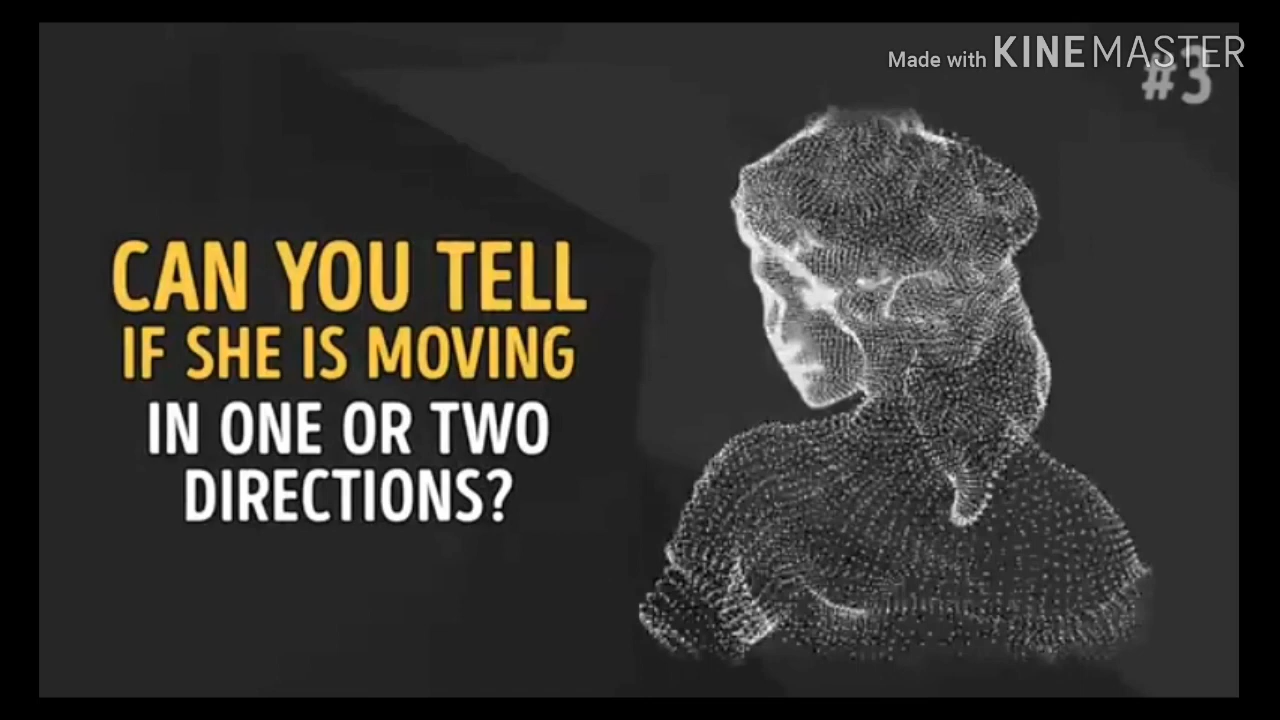 Made with KINEMASTER
#3
CAN YOU TELL
IF SHE IS MOVING
IN ONE OR TWO
DIRECTIONS?